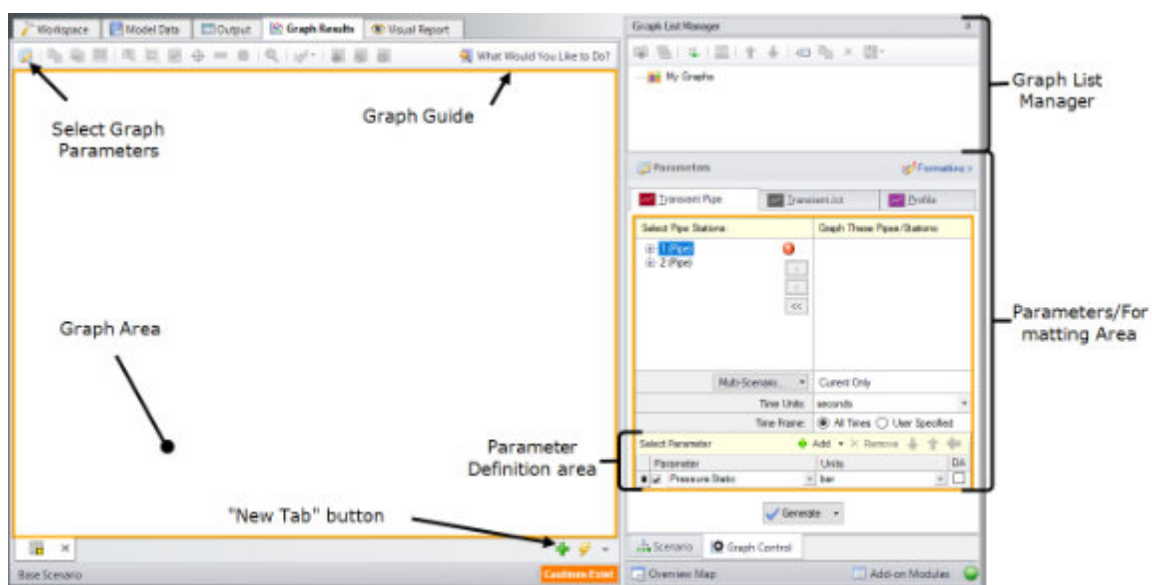 Workspace Model Data Output Graph Results Visual Report
What Would You Like to Do?
Select Graph
Parameters
Graph Guide
Graph Area
Parameter
Definition area
"New Tab" button
Base Scenario
Cautions Exist
Graph List Manager
My Graphs
Graph List
Manager
Parameters
Formatting >
Transient Pipe
Transient Jct
Profile
Select Pipe Stations:
Graph These Pipes/Stations:
1 (Pipe)
2 (Pipe)
<<
Multi-Scenario...
Current Only
Time Units:
seconds
Time Frame:
All Times
User Specified
Parameters/For
matting Area
Select Parameter
Add
Remove
Parameter
Units
DA
Pressure Static
bar
Generate
Scenario
Graph Control
Overview Map
Add-on Modules